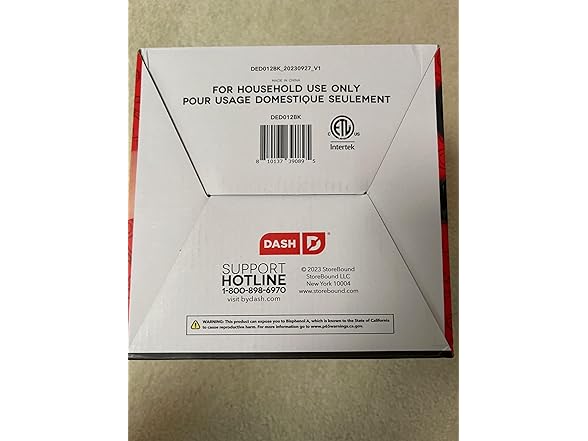 DED012BK_20230927_V1
MADE IN CHINA
FOR HOUSEHOLD USE ONLY
POUR USAGE DOMESTIQUE SEULEMENT
DED012BK
8 10137 39089 5
ETL
C US
Intertek
DASH D ®
SUPPORT
HOTLINE
1-800-898-6970
visit bydash.com
© 2023 StoreBound
StoreBound LLC
New York 10004
www.storebound.com
WARNING: This product can expose you to Bisphenol A, which is known to the State of California
to cause reproductive harm. For more information go to www.p65warnings.ca.gov.